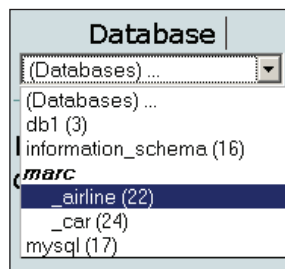 Database
(Databases) ...
(Databases) ...
db1 (3)
information_schema (16)
marc
_airline (22)
_car (24)
mysql (17)